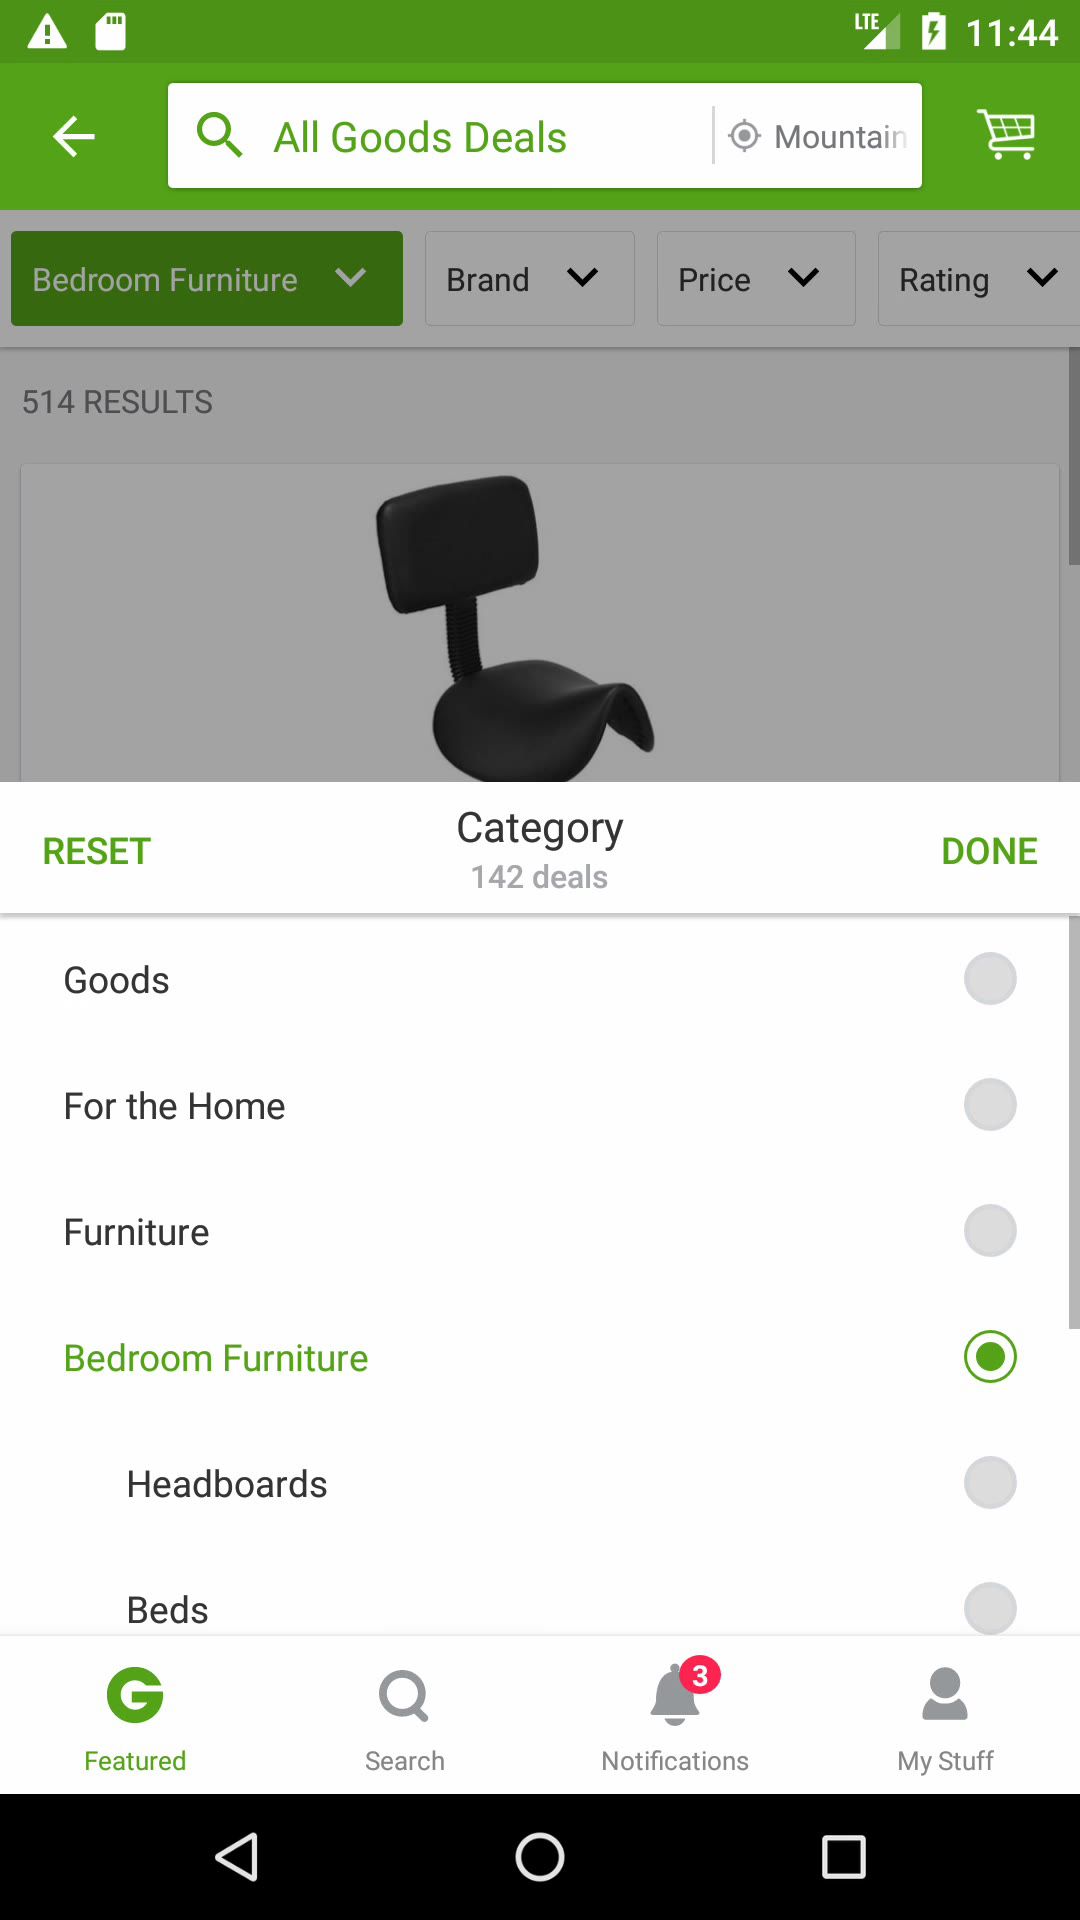 LTE 11:44
All Goods Deals Mountain
Bedroom Furniture Brand Price Rating
514 RESULTS
RESET Category DONE
142 deals
Goods
For the Home
Furniture
Bedroom Furniture
Headboards
Beds
3
Featured Search Notifications My Stuff